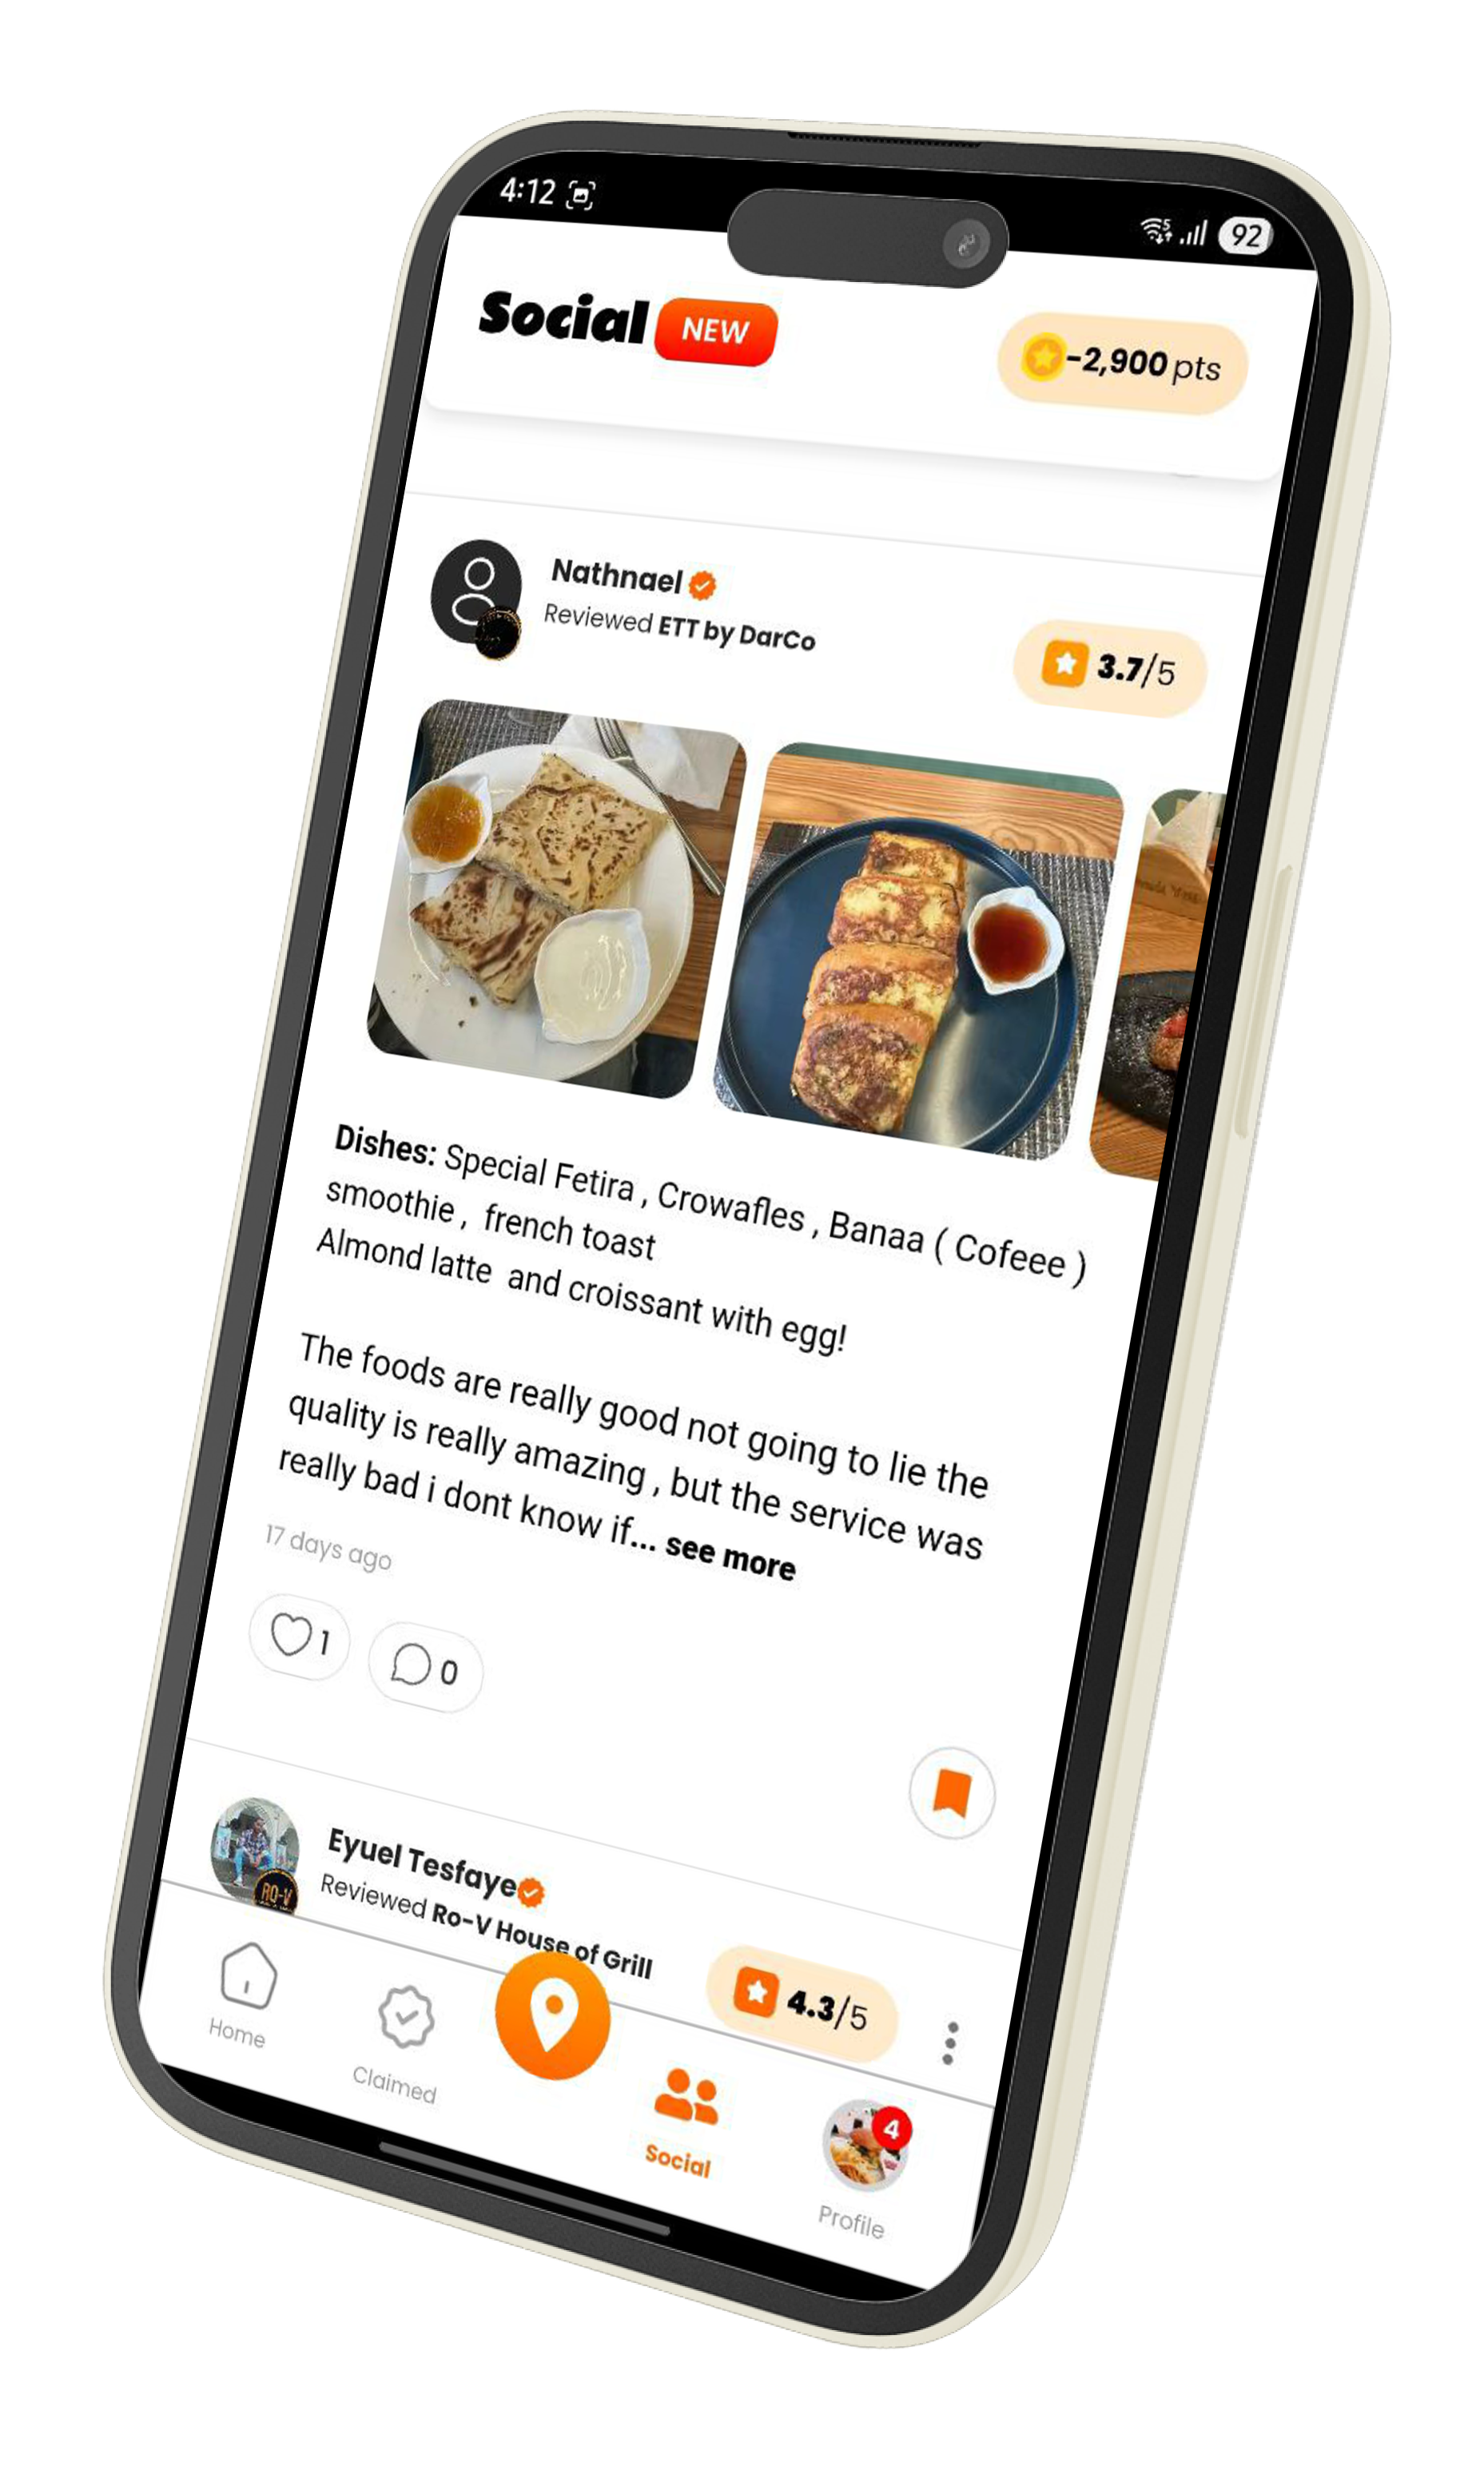 4:12
92
Social NEW
-2,900 pts
Nathnael
Reviewed ETT by DarCo
3.7/5
Dishes: Special Fetira , Crowafles , Banaa ( Cofeee )
smoothie , french toast
Almond latte and croissant with egg!
The foods are really good not going to lie the
quality is really amazing , but the service was
really bad i dont know if... see more
17 days ago
1
0
Eyuel Tesfaye
Reviewed Ro-V House of Grill
RO-V
4.3/5
Home
Claimed
Social
4
Profile